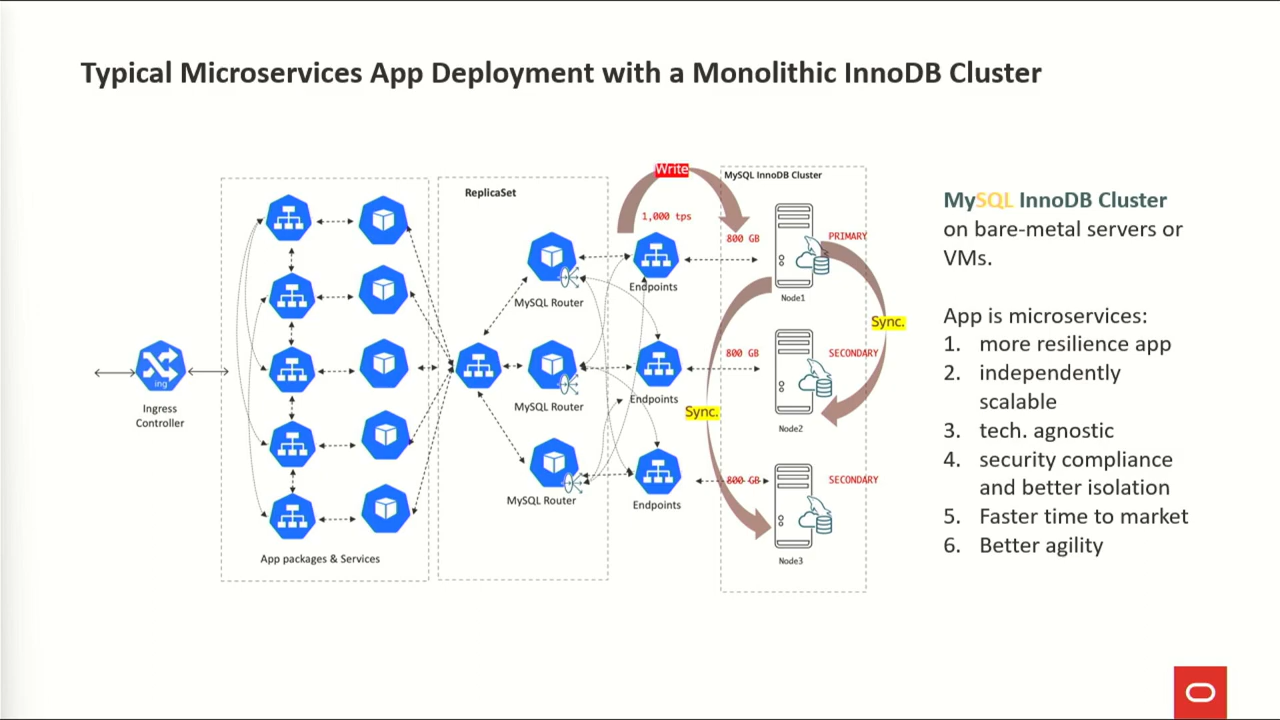 Typical Microservices App Deployment with a Monolithic InnoDB Cluster
Write
MySQL InnoDB Cluster
ReplicaSet
1,000 tps
800 GB
PRIMARY
MySQL InnoDB Cluster
on bare-metal servers or
VMs.
Endpoints
MySQL Router
Node1
App is microservices:
1. more resilience app
2. independently
scalable
3. tech. agnostic
4. security compliance
and better isolation
5. Faster time to market
6. Better agility
Sync.
800 GB
SECONDARY
ing
Ingress
Controller
MySQL Router
Endpoints
Sync.
Node2
800 GB
SECONDARY
MySQL Router
Endpoints
App packages & Services
Node3